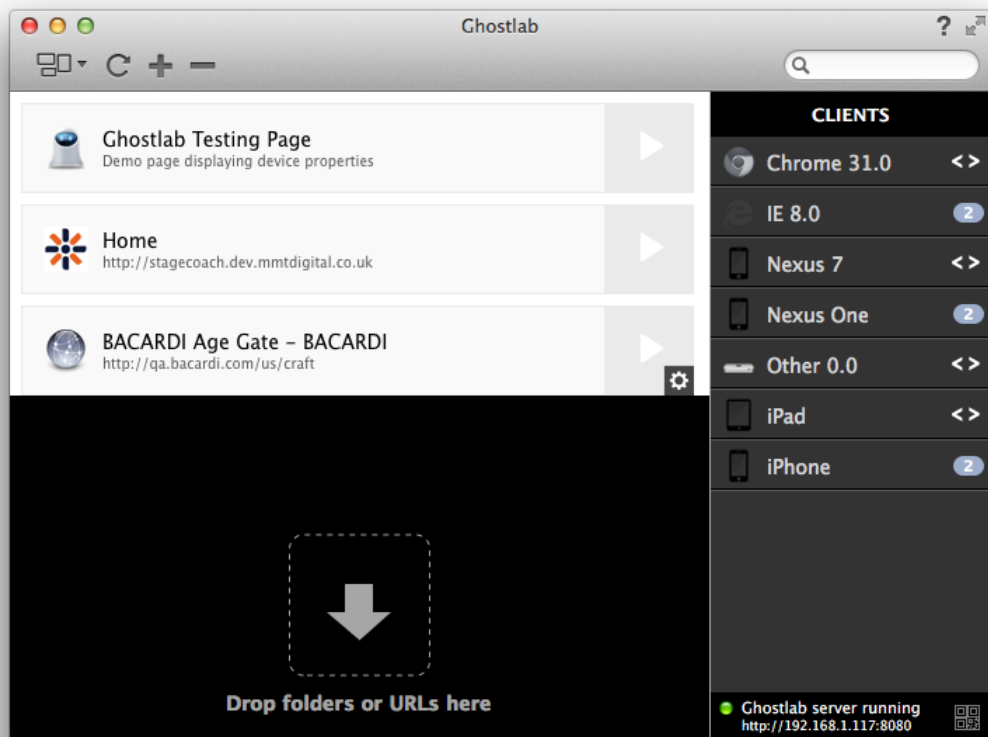 Ghostlab
?
CLIENTS
Ghostlab Testing Page
Demo page displaying device properties
Home
http://stagecoach.dev.mmtdigital.co.uk
BACARDI Age Gate – BACARDI
http://qa.bacardi.com/us/craft
Drop folders or URLs here
Chrome 31.0 <>
IE 8.0 2
Nexus 7 <>
Nexus One 2
Other 0.0 <>
iPad <>
iPhone 2
Ghostlab server running
http://192.168.1.117:8080